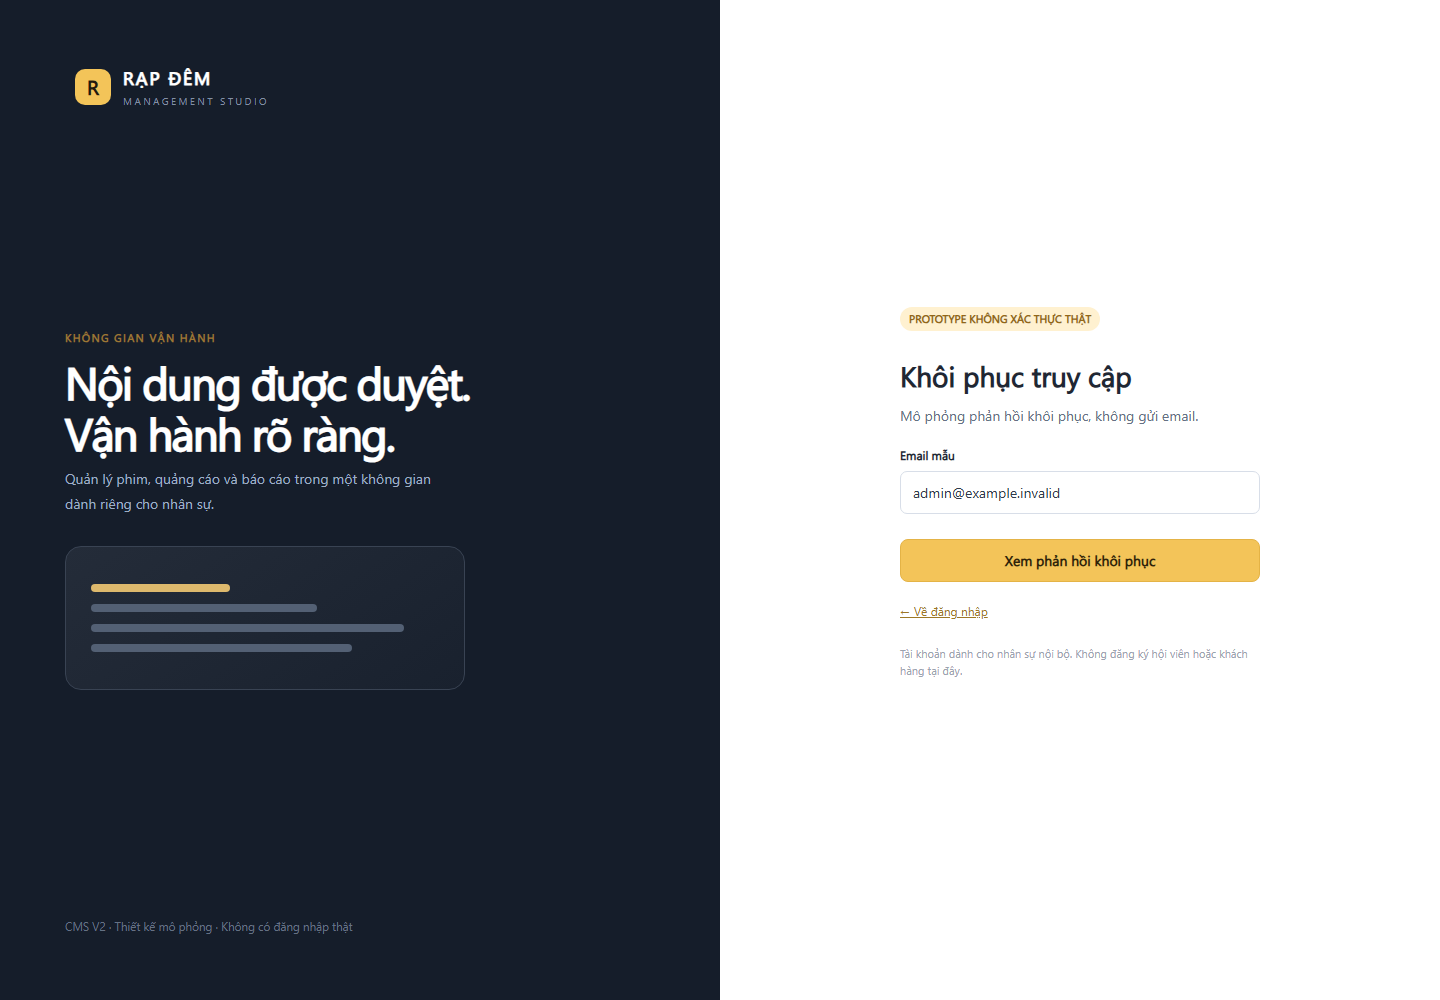 R
RẠP ĐÊM
MANAGEMENT STUDIO
KHÔNG GIAN VẬN HÀNH
Nội dung được duyệt.
Vận hành rõ ràng.
Quản lý phim, quảng cáo và báo cáo trong một không gian
dành riêng cho nhân sự.
CMS V2 · Thiết kế mô phỏng · Không có đăng nhập thật
PROTOTYPE KHÔNG XÁC THỰC THẬT
Khôi phục truy cập
Mô phỏng phản hồi khôi phục, không gửi email.
Email mẫu
admin@example.invalid
Xem phản hồi khôi phục
← Về đăng nhập
Tài khoản dành cho nhân sự nội bộ. Không đăng ký hội viên hoặc khách
hàng tại đây.